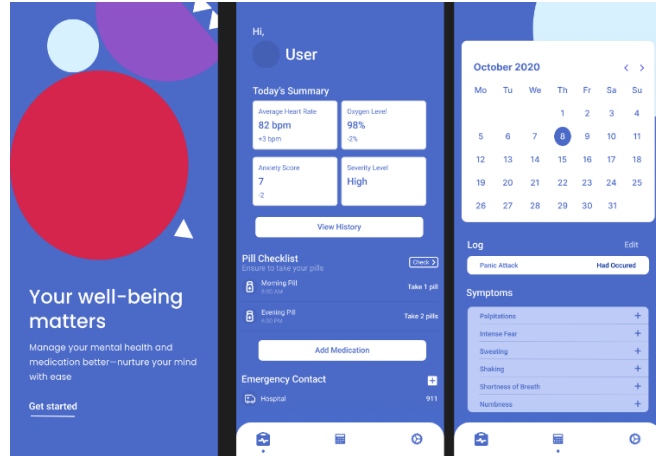 Your well-being
matters
Manage your mental health and
medication better—nurture your mind
with ease
Get started
Hi,
User
Today's Summary
Average Heart Rate
82 bpm
+3 bpm
Oxygen Level
98%
-2%
Anxiety Score
7
-2
Severity Level
High
View History
Pill Checklist
Check >
Ensure to take your pills
Morning Pill
8:00 AM
Take 1 pill
Evening Pill
4:30 PM
Take 2 pills
Add Medication
Emergency Contact
Hospital
911
October 2020
Mo Tu We Th Fr Sa Su
1 2 3 4
5 6 7 8 9 10 11
12 13 14 15 16 17 18
19 20 21 22 23 24 25
26 27 28 29 30 31
Log
Edit
Panic Attack
Had Occured
Symptoms
Palpitations +
Intense Fear +
Sweating +
Shaking +
Shortness of Breath +
Numbness +